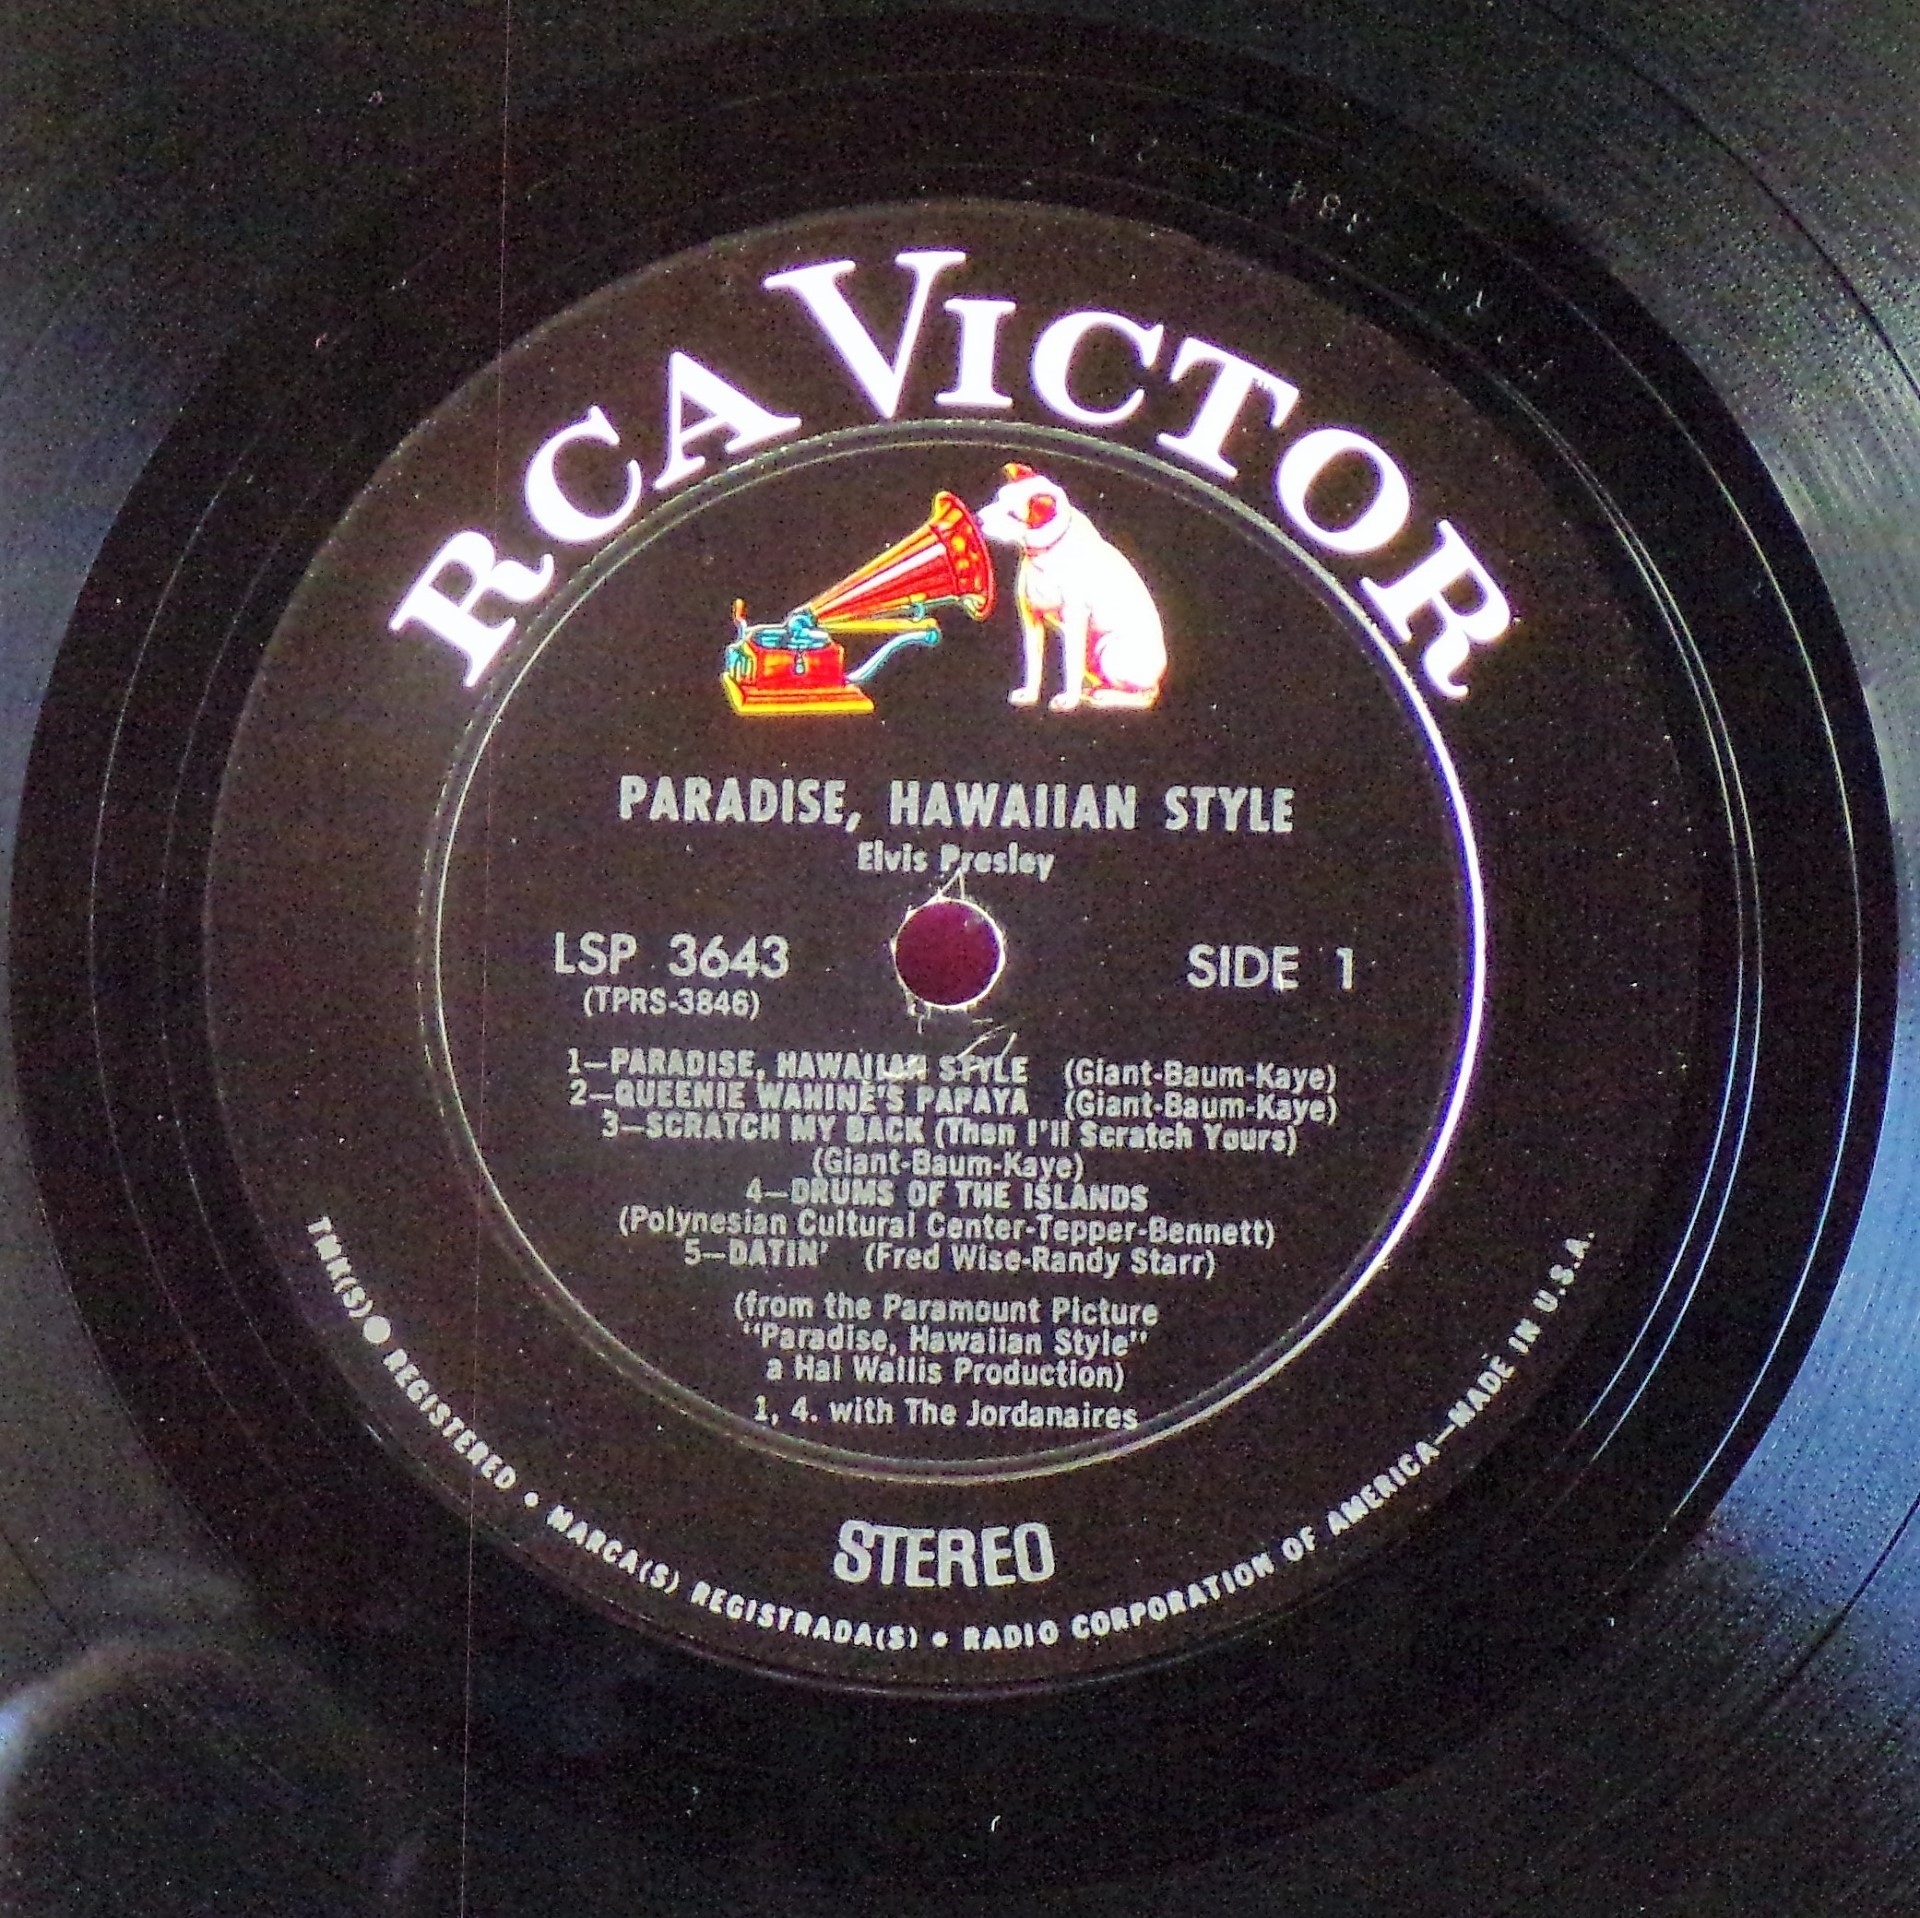 RCA VICTOR
PARADISE, HAWAIIAN STYLE
Elvis Presley
LSP 3643
(TPRS-3846)
SIDE 1
1—PARADISE, HAWAIIAN STYLE (Giant-Baum-Kaye)
2—QUEENIE WAHINE'S PAPAYA (Giant-Baum-Kaye)
3—SCRATCH MY BACK (Then I'll Scratch Yours)
(Giant-Baum-Kaye)
4—DRUMS OF THE ISLANDS
(Polynesian Cultural Center-Tepper-Bennett)
5—DATIN' (Fred Wise-Randy Starr)
(from the Paramount Picture
"Paradise, Hawaiian Style"
a Hal Wallis Production)
1, 4. with The Jordanaires
STEREO
TMK(S) ® REGISTERED • MARCA(S) REGISTRADA(S) • RADIO CORPORATION OF AMERICA—MADE IN U.S.A.